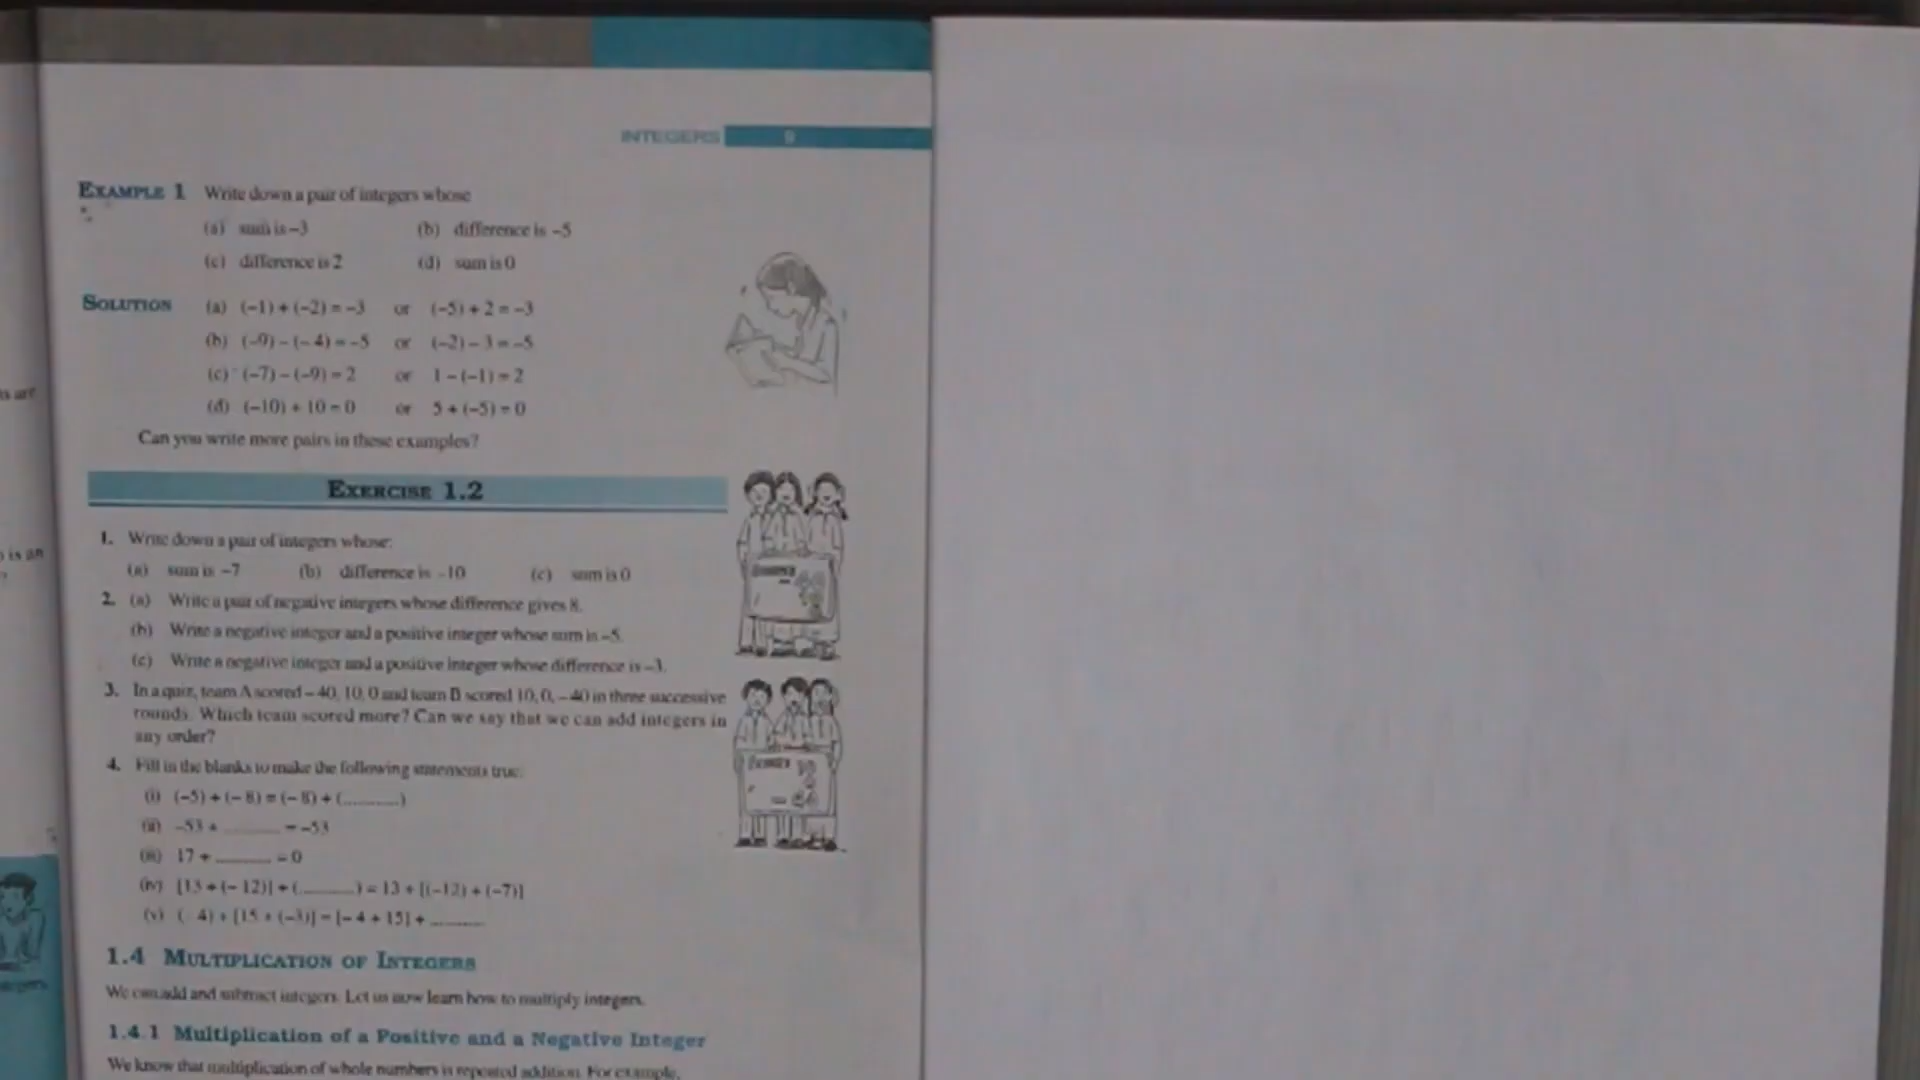 INTEGERS 9
EXAMPLE 1 Write down a pair of integers whose
(a) sum is -3 (b) difference is -5
(c) difference is 2 (d) sum is 0
SOLUTION (a) (-1) + (-2) = -3 or (-5) + 2 = -3
(b) (-9) - (-4) = -5 or (-2) - 3 = -5
(c) (-7) - (-9) = 2 or 1 - (-1) = 2
(d) (-10) + 10 = 0 or 5 + (-5) = 0
Can you write more pairs in these examples?
EXERCISE 1.2
1. Write down a pair of integers whose:
(a) sum is -7 (b) difference is -10 (c) sum is 0
2. (a) Write a pair of negative integers whose difference gives 8.
(b) Write a negative integer and a positive integer whose sum is -5.
(c) Write a negative integer and a positive integer whose difference is -3.
3. In a quiz, team A scored - 40, 10, 0 and team B scored 10, 0, - 40 in three successive
rounds. Which team scored more? Can we say that we can add integers in
any order?
4. Fill in the blanks to make the following statements true:
(i) (-5) + (- 8) = (- 8) + (............)
(ii) -53 + ............ = -53
(iii) 17 + ............ = 0
(iv) [13 + (- 12)] + (............) = 13 + [(-12) + (-7)]
(v) (- 4) + [15 + (-3)] = [- 4 + 15] + ............
1.4 MULTIPLICATION OF INTEGERS
We can add and subtract integers. Let us now learn how to multiply integers.
1.4.1 Multiplication of a Positive and a Negative Integer
We know that multiplication of whole numbers is repeated addition. For example,